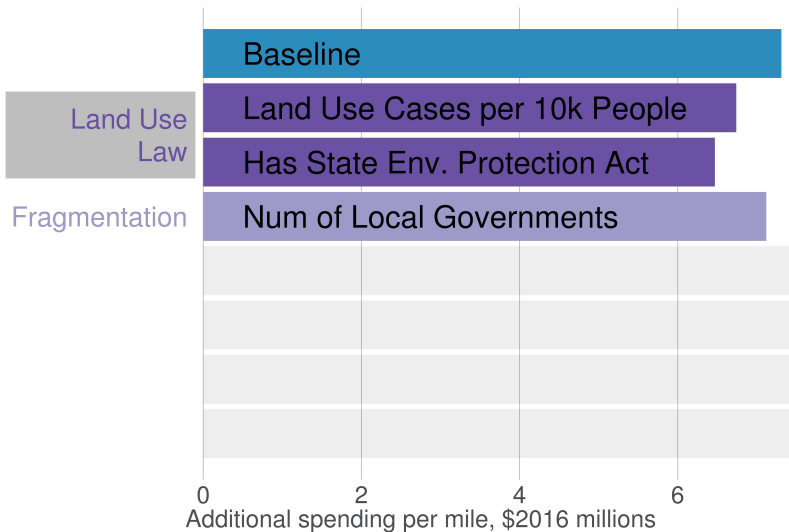 Baseline
Land Use Cases per 10k People
Land Use
Law
Has State Env. Protection Act
Fragmentation
Num of Local Governments
0 2 4 6
Additional spending per mile, $2016 millions